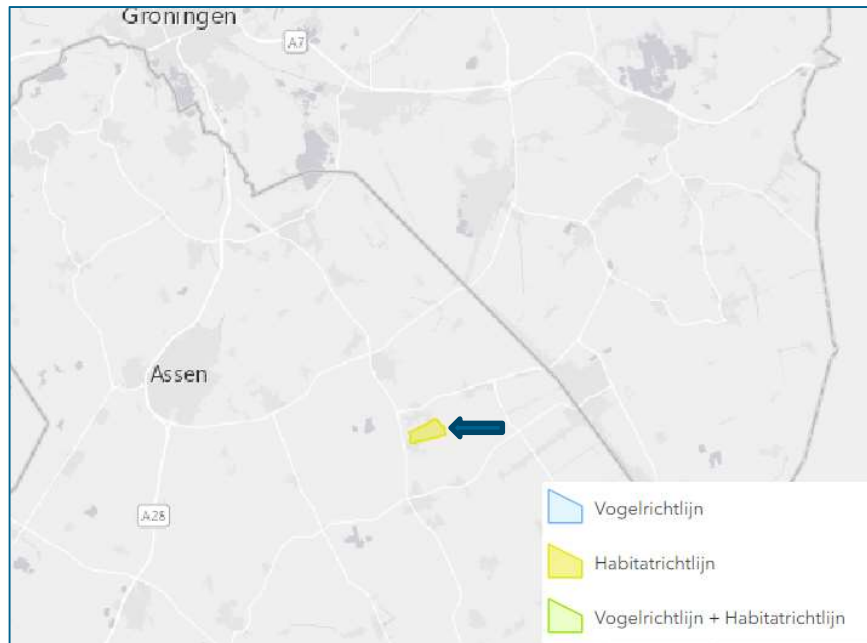 Groningen
A7
Assen
A28
Vogelrichtlijn
Habitatrichtlijn
Vogelrichtlijn + Habitatrichtlijn